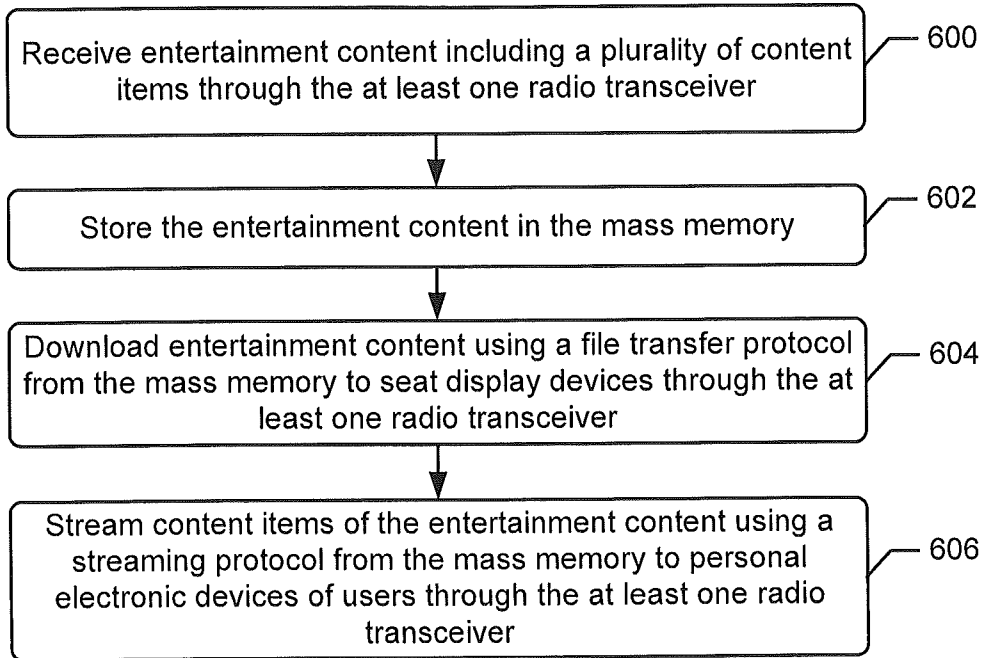 Receive entertainment content including a plurality of content
items through the at least one radio transceiver
600
Store the entertainment content in the mass memory
602
Download entertainment content using a file transfer protocol
from the mass memory to seat display devices through the at
least one radio transceiver
604
Stream content items of the entertainment content using a
streaming protocol from the mass memory to personal
electronic devices of users through the at least one radio
transceiver
606